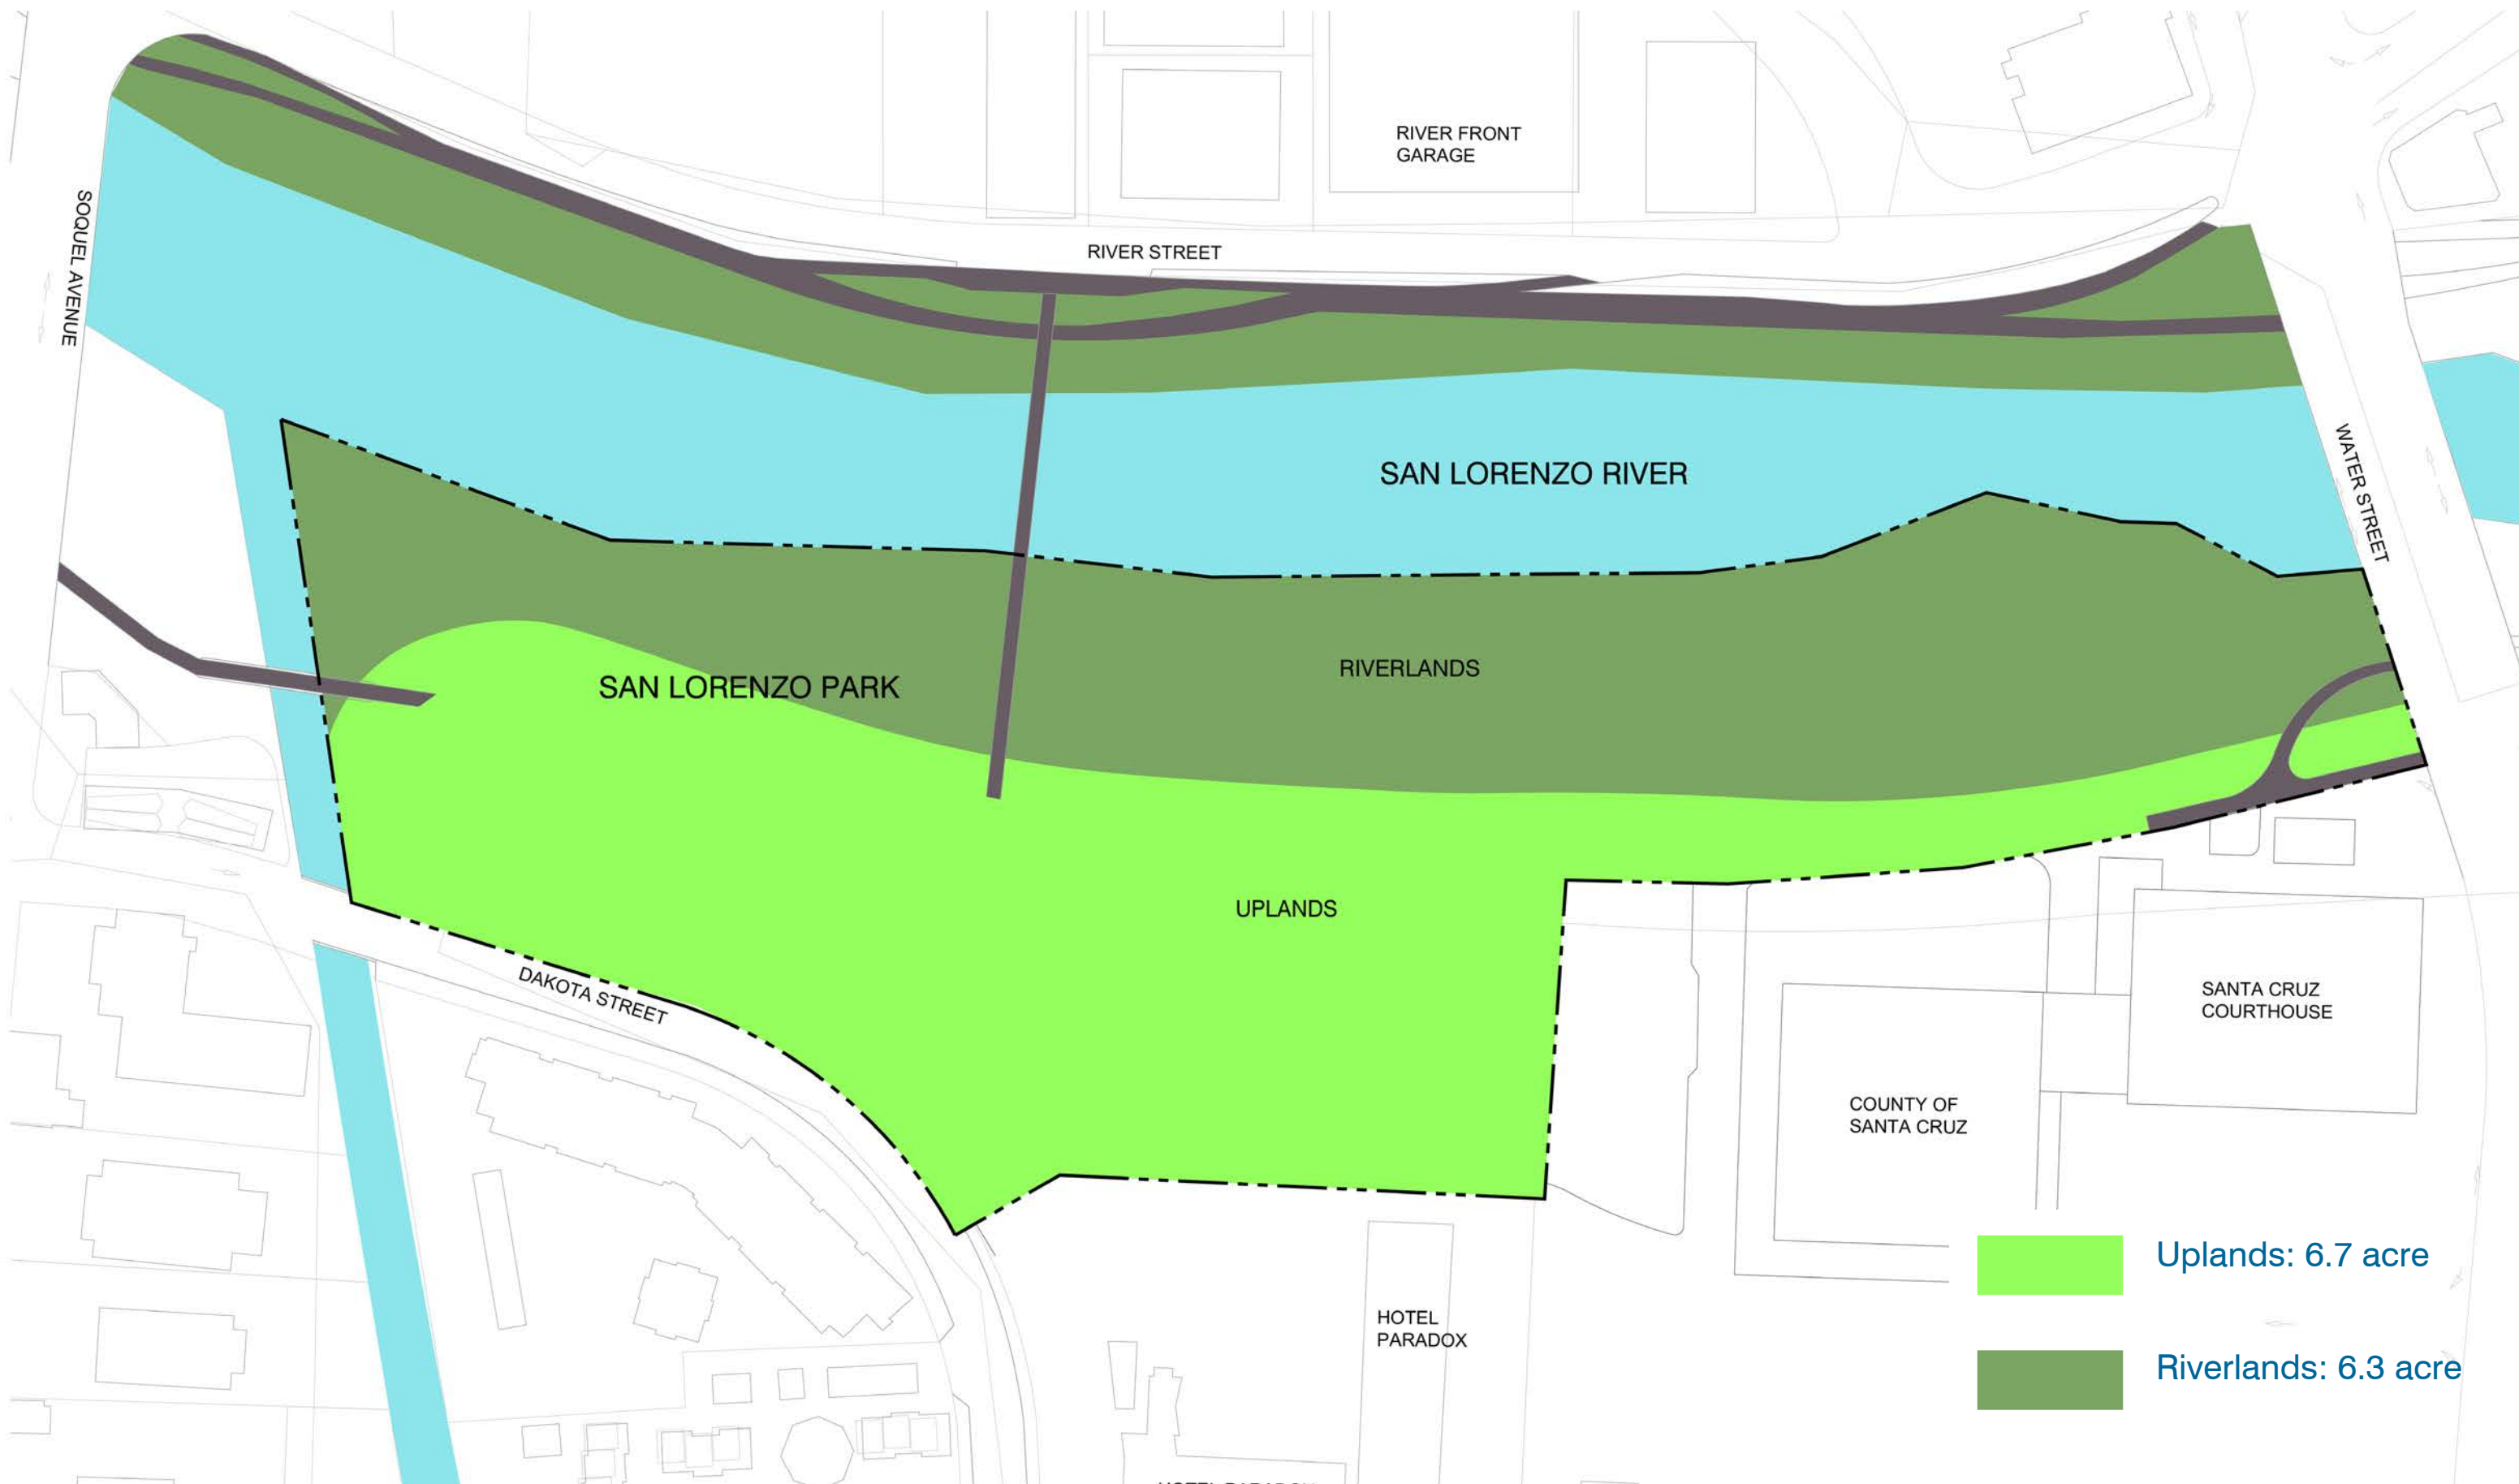 RIVER FRONT
GARAGE
SOQUEL AVENUE
RIVER STREET
SAN LORENZO RIVER
WATER STREET
RIVERLANDS
SAN LORENZO PARK
UPLANDS
DAKOTA STREET
SANTA CRUZ
COURTHOUSE
COUNTY OF
SANTA CRUZ
Uplands: 6.7 acre
HOTEL
PARADOX
Riverlands: 6.3 acre